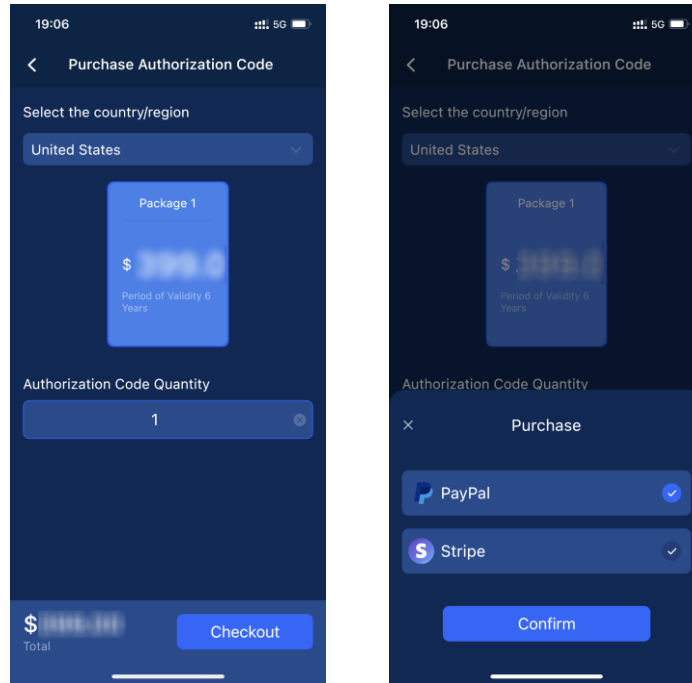 19:06
5G
Purchase Authorization Code
Select the country/region
United States
Package 1
$
Period of Validity 6
Years
Authorization Code Quantity
1
$
Total
Checkout
19:06
5G
Purchase Authorization Code
Select the country/region
United States
Package 1
$
Period of Validity 6
Years
Authorization Code Quantity
Purchase
PayPal
Stripe
Confirm